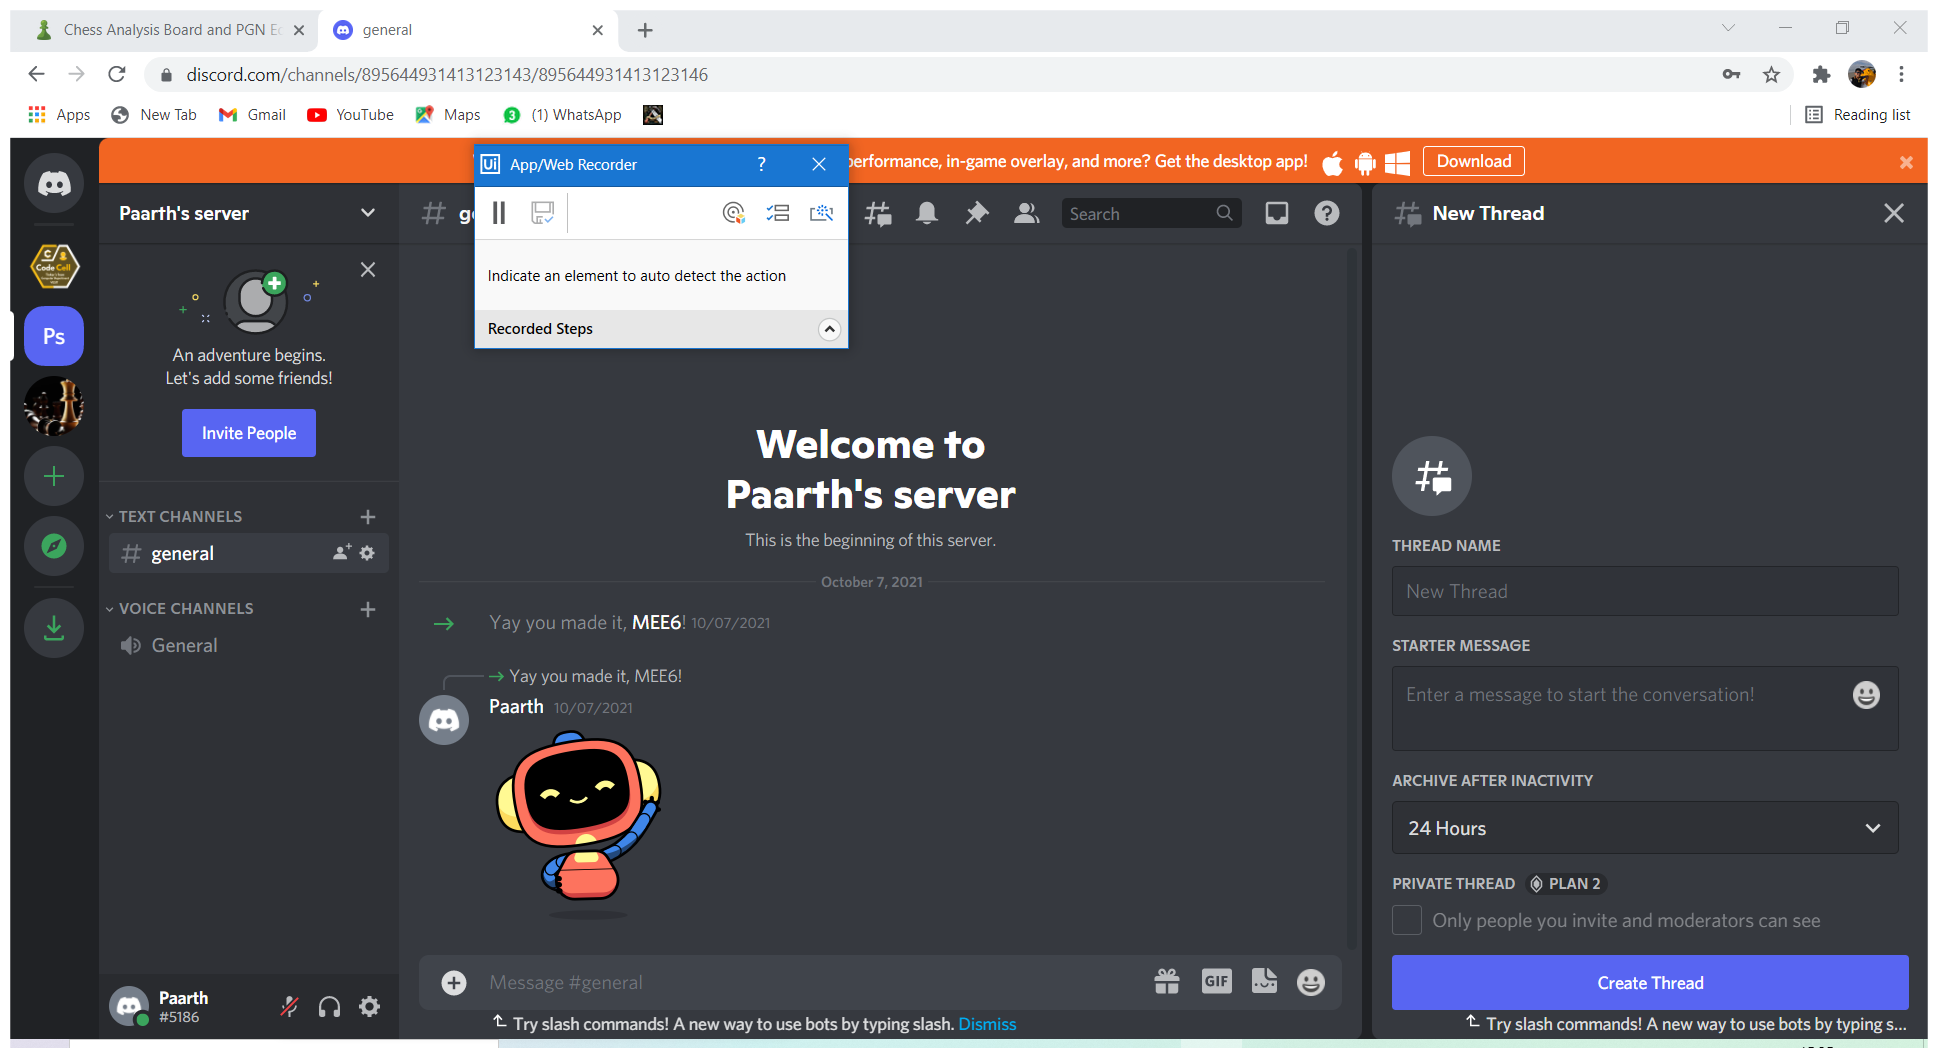 Chess Analysis Board and PGN Ed
general
discord.com/channels/895644931413123143/895644931413123146
Apps
New Tab
Gmail
YouTube
Maps
3
(1) WhatsApp
Reading list
Ui App/Web Recorder ?
erformance, in-game overlay, and more? Get the desktop app!
Download
Indicate an element to auto detect the action
Recorded Steps
Paarth's server
Search
New Thread
Code Cell
Ps
An adventure begins.
Let's add some friends!
Invite People
TEXT CHANNELS
general
VOICE CHANNELS
General
Paarth
#5186
Welcome to
Paarth's server
This is the beginning of this server.
October 7, 2021
Yay you made it, MEE6! 10/07/2021
Yay you made it, MEE6!
Paarth 10/07/2021
Message #general
GIF
Try slash commands! A new way to use bots by typing slash. Dismiss
THREAD NAME
New Thread
STARTER MESSAGE
Enter a message to start the conversation!
ARCHIVE AFTER INACTIVITY
24 Hours
PRIVATE THREAD PLAN 2
Only people you invite and moderators can see
Create Thread
Try slash commands! A new way to use bots by typing s...